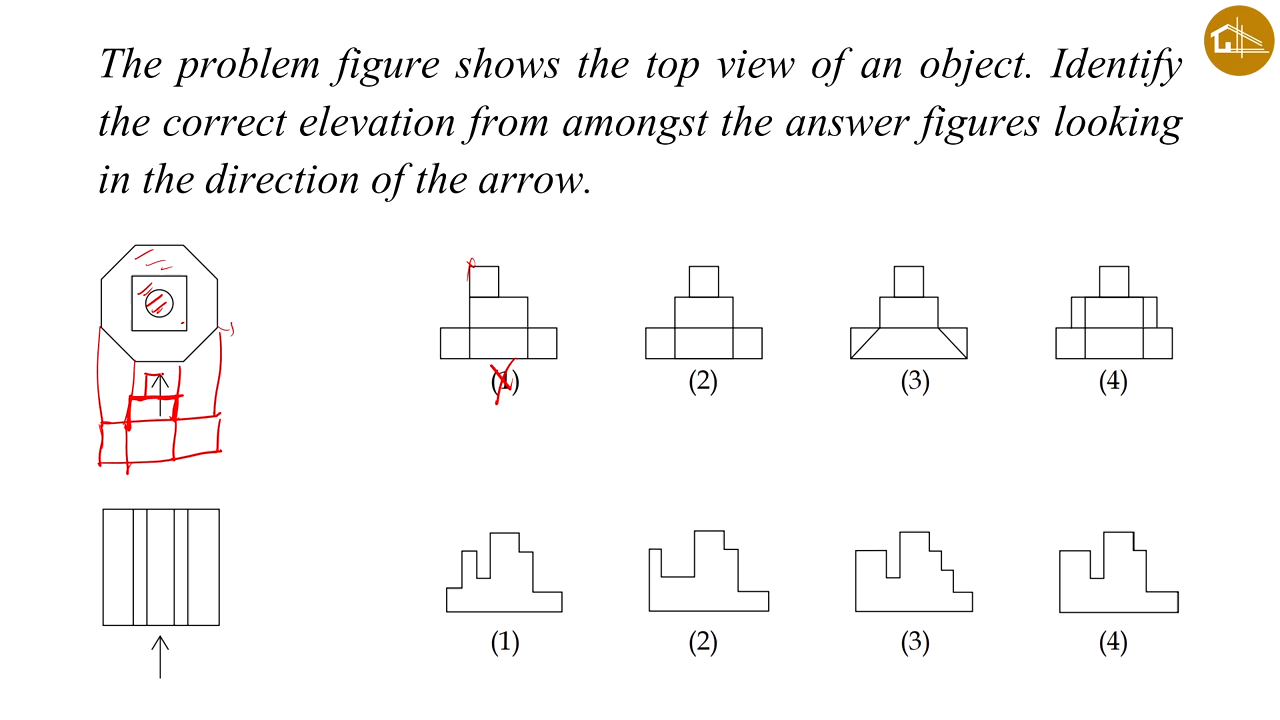 The problem figure shows the top view of an object. Identify
the correct elevation from amongst the answer figures looking
in the direction of the arrow.
(1) (2) (3) (4)
(1) (2) (3) (4)